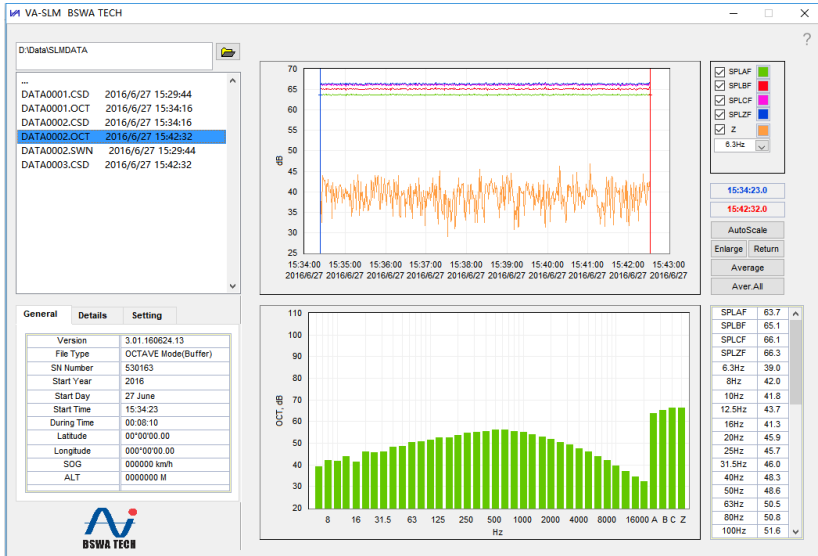 VA-SLM BSWA TECH
?
D:\Data\SLMDATA
...
DATA0001.CSD 2016/6/27 15:29:44
DATA0001.OCT 2016/6/27 15:34:16
DATA0002.CSD 2016/6/27 15:34:16
DATA0002.OCT 2016/6/27 15:42:32
DATA0002.SWN 2016/6/27 15:29:44
DATA0003.CSD 2016/6/27 15:42:32
General Details Setting
Version 3.01.160624.13
File Type OCTAVE Mode(Buffer)
SN Number 530163
Start Year 2016
Start Day 27 June
Start Time 15:34:23
During Time 00:08:10
Latitude 00°00'00.00
Longitude 000°00'00.00
SOG 000000 km/h
ALT 0000000 M
BSWA TECH
70
65
60
55
50
45
40
35
30
25
dB
15:34:00 15:35:00 15:36:00 15:37:00 15:38:00 15:39:00 15:40:00 15:41:00 15:42:00 15:43:00
2016/6/27 2016/6/27 2016/6/27 2016/6/27 2016/6/27 2016/6/27 2016/6/27 2016/6/27 2016/6/27 2016/6/27
110
100
90
80
70
60
50
40
30
20
OCT, dB
8 16 31.5 63 125 250 500 1000 2000 4000 8000 16000 A B C Z
Hz
SPLAF
SPLBF
SPLCF
SPLZF
Z
6.3Hz
15:34:23.0
15:42:32.0
AutoScale
Enlarge Return
Average
Aver.All
SPLAF 63.7
SPLBF 65.1
SPLCF 66.1
SPLZF 66.3
6.3Hz 39.0
8Hz 42.0
10Hz 41.8
12.5Hz 43.7
16Hz 41.3
20Hz 45.9
25Hz 45.7
31.5Hz 46.0
40Hz 48.3
50Hz 48.6
63Hz 50.5
80Hz 50.8
100Hz 51.6